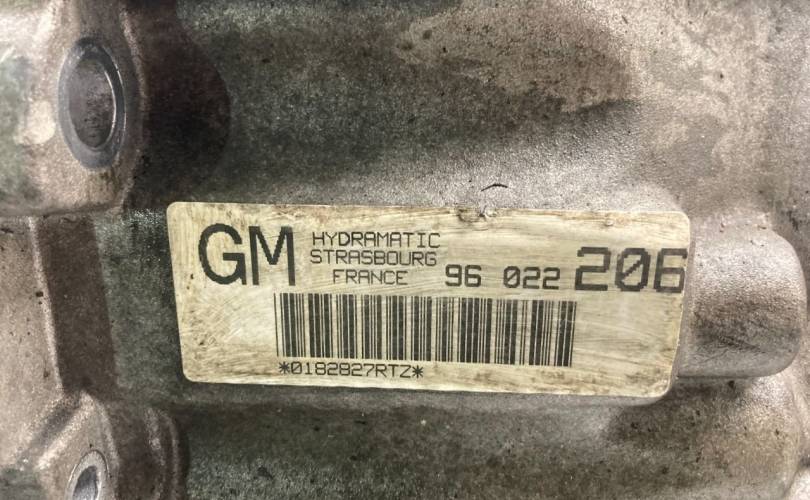 GM HYDRAMATIC
STRASBOURG
FRANCE 96 022 206
*0182827RTZ*